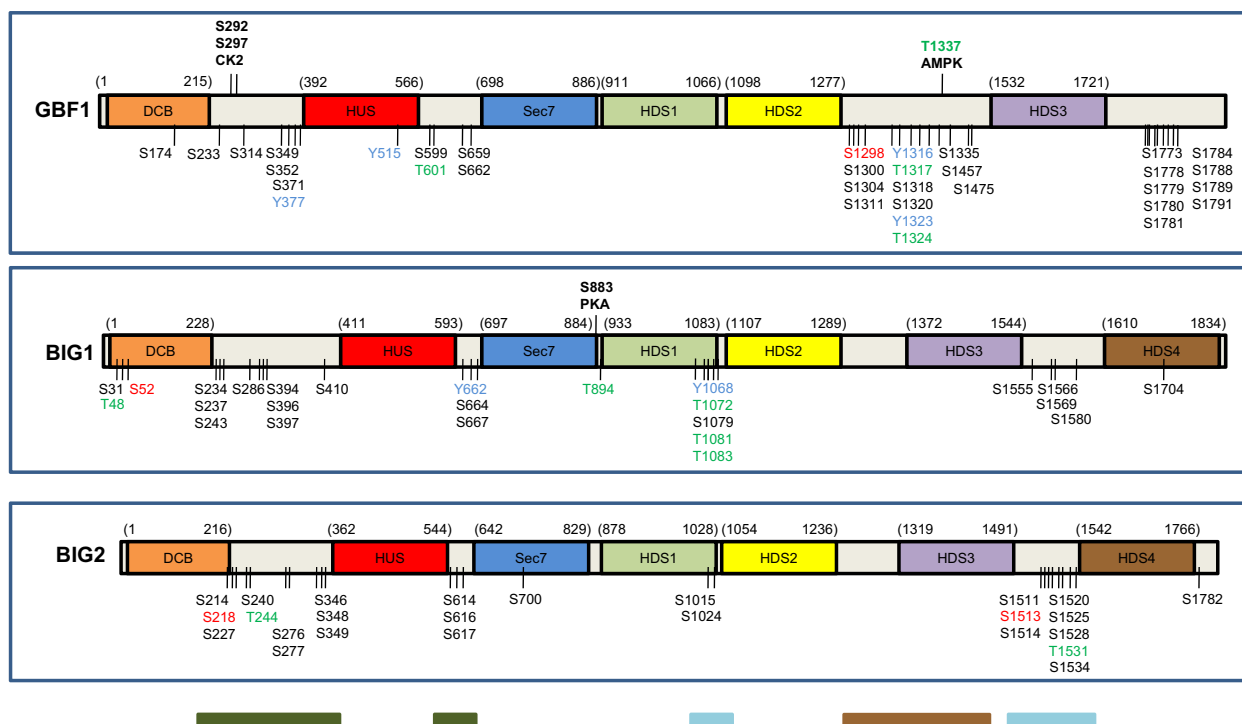 S292
S297
CK2
T1337
AMPK
(1 215) (392 566) (698 886) (911 1066) (1098 1277) (1532 1721)
GBF1 DCB HUS Sec7 HDS1 HDS2 HDS3
S174 S233 S314 S349 Y515 S599 S659 S1298 Y1316 S1335 S1773 S1784
S352 T601 S662 S1300 T1317 S1457 S1778 S1788
S371 S1304 S1318 S1475 S1779 S1789
Y377 S1311 S1320 S1780 S1791
Y1323 S1781
T1324
S883
PKA
(1 228) (411 593) (697 884) (933 1083) (1107 1289) (1372 1544) (1610 1834)
BIG1 DCB HUS Sec7 HDS1 HDS2 HDS3 HDS4
S31 S52 S234 S286 S394 S410 Y662 T894 Y1068 S1555 S1566 S1704
T48 S237 S396 S664 T1072 S1569
S243 S397 S667 S1079 S1580
T1081
T1083
(1 216) (362 544) (642 829) (878 1028) (1054 1236) (1319 1491) (1542 1766)
BIG2 DCB HUS Sec7 HDS1 HDS2 HDS3 HDS4
S214 S240 S346 S614 S700 S1015 S1511 S1520 S1782
S218 T244 S348 S616 S1024 S1513 S1525
S227 S276 S349 S617 S1514 S1528
S277 T1531
S1534